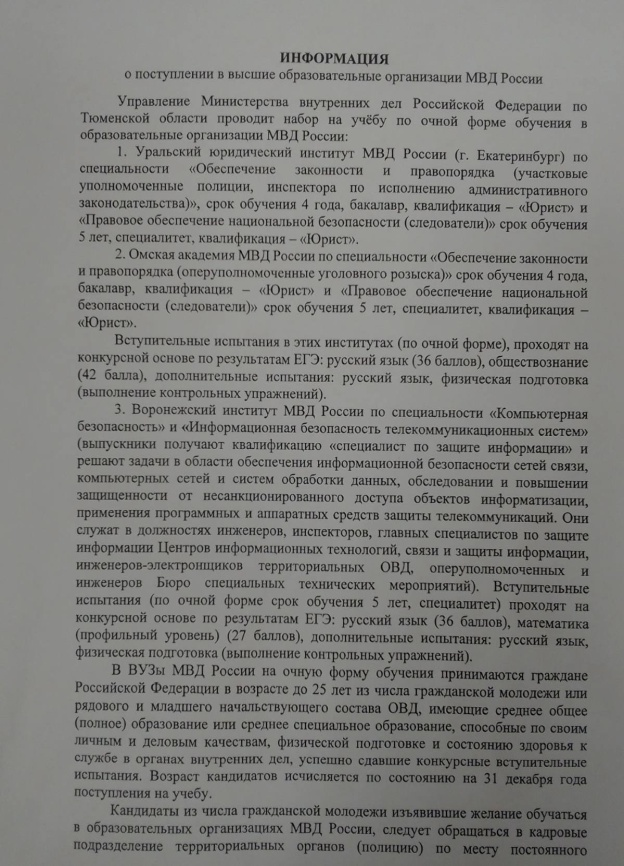 ИНФОРМАЦИЯ
о поступлении в высшие образовательные организации МВД России
Управление Министерства внутренних дел Российской Федерации по
Тюменской области проводит набор на учёбу по очной форме обучения в
образовательные организации МВД России:
1. Уральский юридический институт МВД России (г. Екатеринбург) по
специальности «Обеспечение законности и правопорядка (участковые
уполномоченные полиции, инспектора по исполнению административного
законодательства)», срок обучения 4 года, бакалавр, квалификация – «Юрист» и
«Правовое обеспечение национальной безопасности (следователи)» срок обучения
5 лет, специалитет, квалификация – «Юрист».
2. Омская академия МВД России по специальности «Обеспечение законности
и правопорядка (оперуполномоченные уголовного розыска)» срок обучения 4 года,
бакалавр, квалификация – «Юрист» и «Правовое обеспечение национальной
безопасности (следователи)» срок обучения 5 лет, специалитет, квалификация –
«Юрист».
Вступительные испытания в этих институтах (по очной форме), проходят на
конкурсной основе по результатам ЕГЭ: русский язык (36 баллов), обществознание
(42 балла), дополнительные испытания: русский язык, физическая подготовка
(выполнение контрольных упражнений).
3. Воронежский институт МВД России по специальности «Компьютерная
безопасность» и «Информационная безопасность телекоммуникационных систем»
(выпускники получают квалификацию «специалист по защите информации» и
решают задачи в области обеспечения информационной безопасности сетей связи,
компьютерных сетей и систем обработки данных, обследовании и повышении
защищенности от несанкционированного доступа объектов информатизации,
применения программных и аппаратных средств защиты телекоммуникаций. Они
служат в должностях инженеров, инспекторов, главных специалистов по защите
информации Центров информационных технологий, связи и защиты информации,
инженеров-электронщиков территориальных ОВД, оперуполномоченных и
инженеров Бюро специальных технических мероприятий). Вступительные
испытания (по очной форме срок обучения 5 лет, специалитет) проходят на
конкурсной основе по результатам ЕГЭ: русский язык (36 баллов), математика
(профильный уровень) (27 баллов), дополнительные испытания: русский язык,
физическая подготовка (выполнение контрольных упражнений).
В ВУЗы МВД России на очную форму обучения принимаются граждане
Российской Федерации в возрасте до 25 лет из числа гражданской молодежи или
рядового и младшего начальствующего состава ОВД, имеющие среднее общее
(полное) образование или среднее специальное образование, способные по своим
личным и деловым качествам, физической подготовке и состоянию здоровья к
службе в органах внутренних дел, успешно сдавшие конкурсные вступительные
испытания. Возраст кандидатов исчисляется по состоянию на 31 декабря года
поступления на учебу.
Кандидаты из числа гражданской молодежи изъявившие желание обучаться
в образовательных организациях МВД России, следует обращаться в кадровые
подразделение территориальных органов (полицию) по месту постоянного